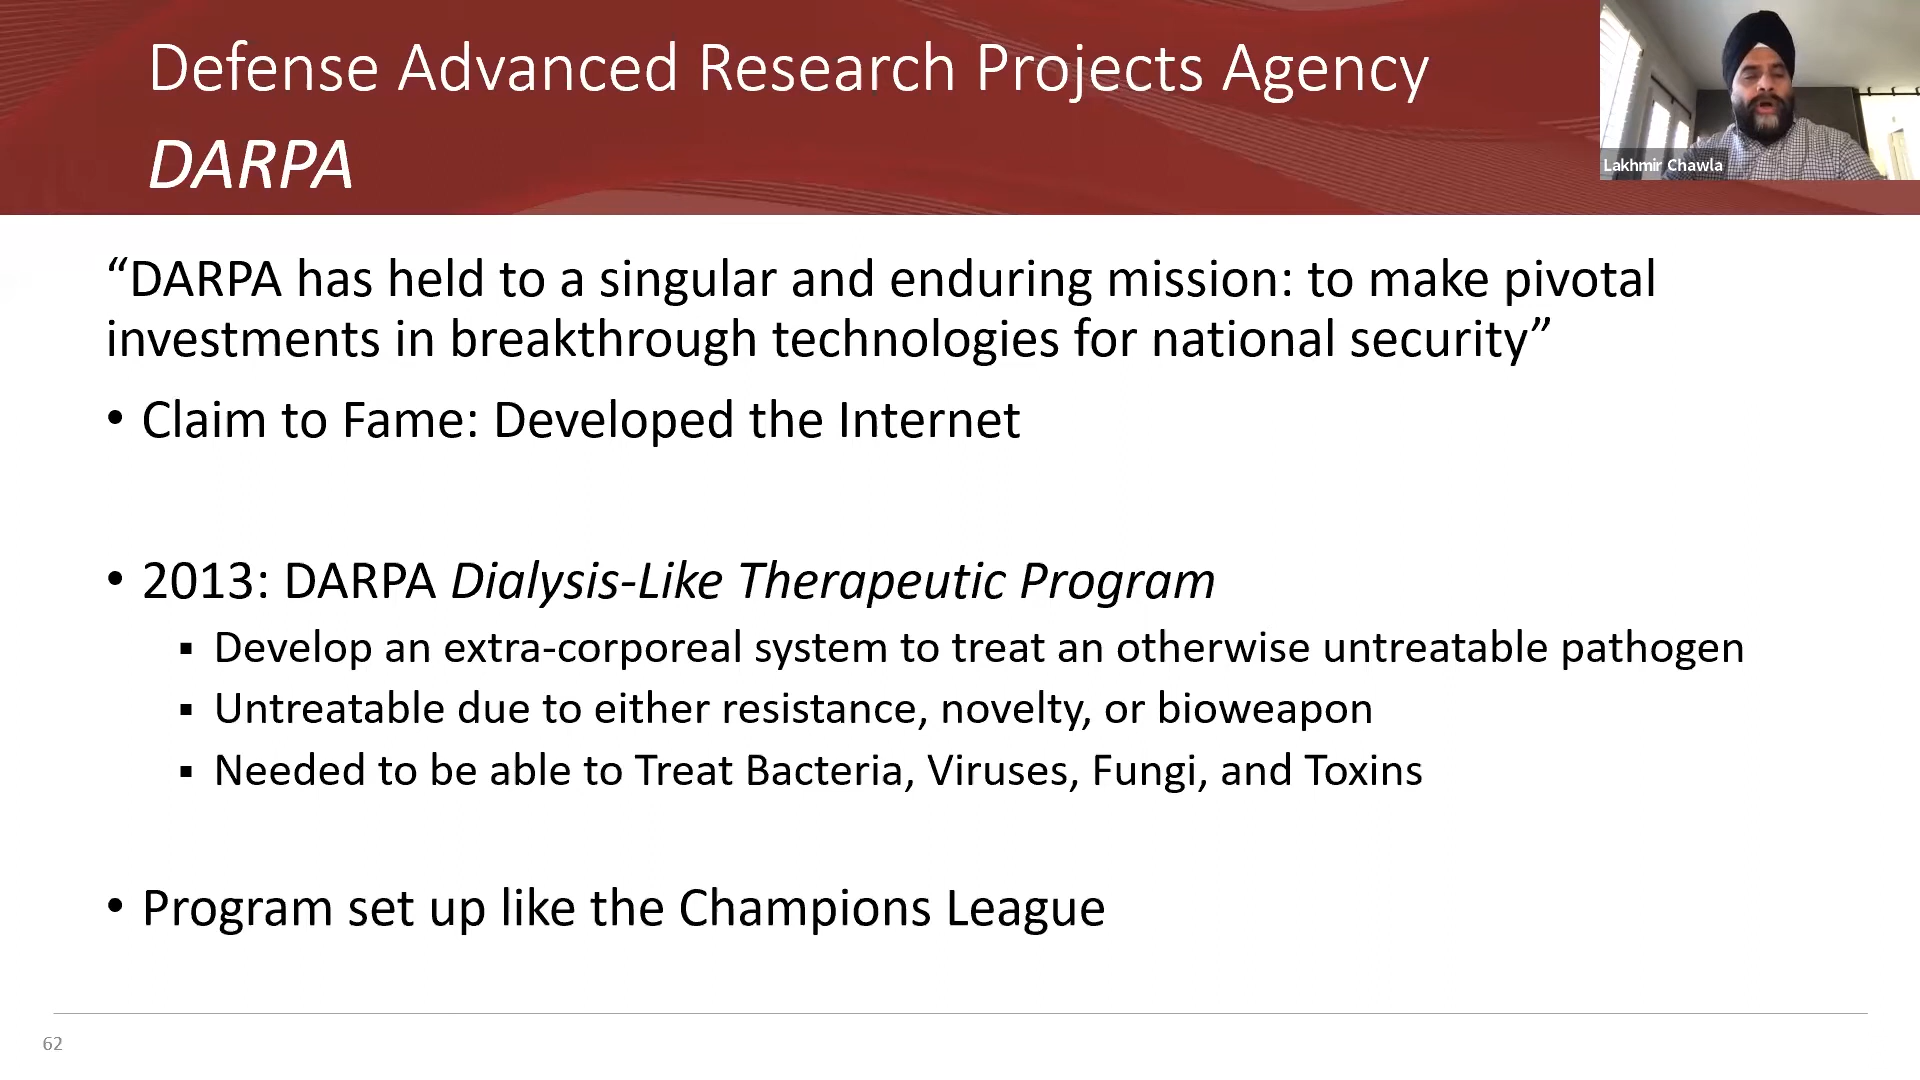 Defense Advanced Research Projects Agency
DARPA
Lakhmir Chawla
“DARPA has held to a singular and enduring mission: to make pivotal
investments in breakthrough technologies for national security”
• Claim to Fame: Developed the Internet
• 2013: DARPA Dialysis-Like Therapeutic Program
▪ Develop an extra-corporeal system to treat an otherwise untreatable pathogen
▪ Untreatable due to either resistance, novelty, or bioweapon
▪ Needed to be able to Treat Bacteria, Viruses, Fungi, and Toxins
• Program set up like the Champions League
62